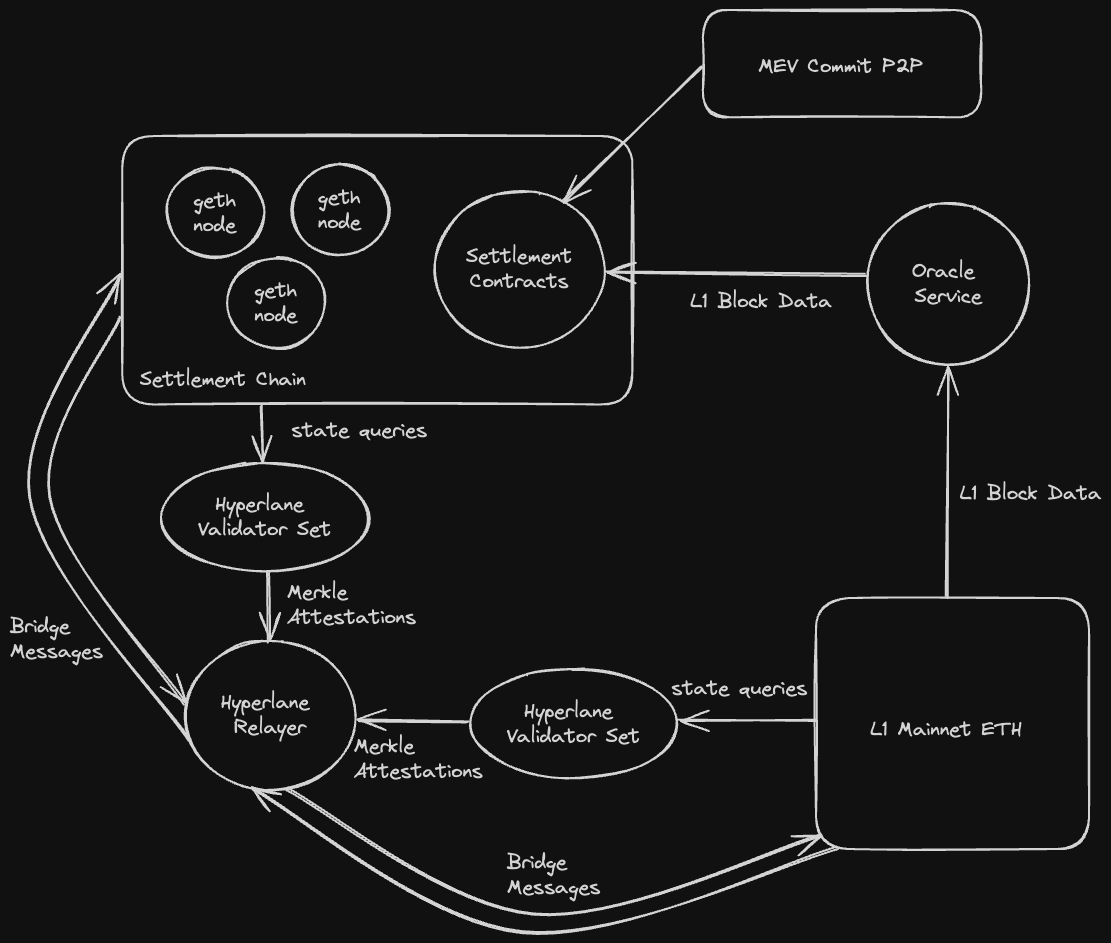 MEV Commit P2P
geth
node
geth
node
geth
node
Settlement
Contracts
Oracle
Service
L1 Block Data
Settlement Chain
state queries
L1 Block Data
Hyperlane
Validator Set
Merkle
Attestations
Bridge
Messages
Hyperlane
Relayer
Merkle
Attestations
Hyperlane
Validator Set
state queries
L1 Mainnet ETH
Bridge
Messages